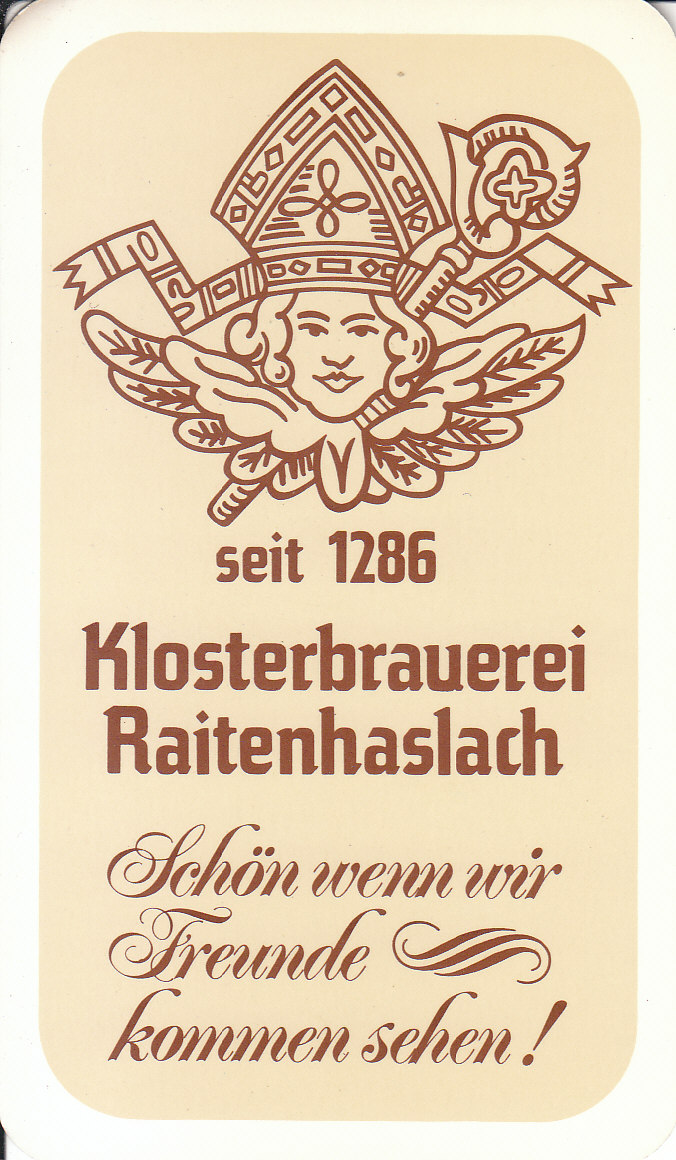 seit 1286
Klosterbrauerei
Raitenhaslach
Schön wenn wir
Freunde
kommen sehen!